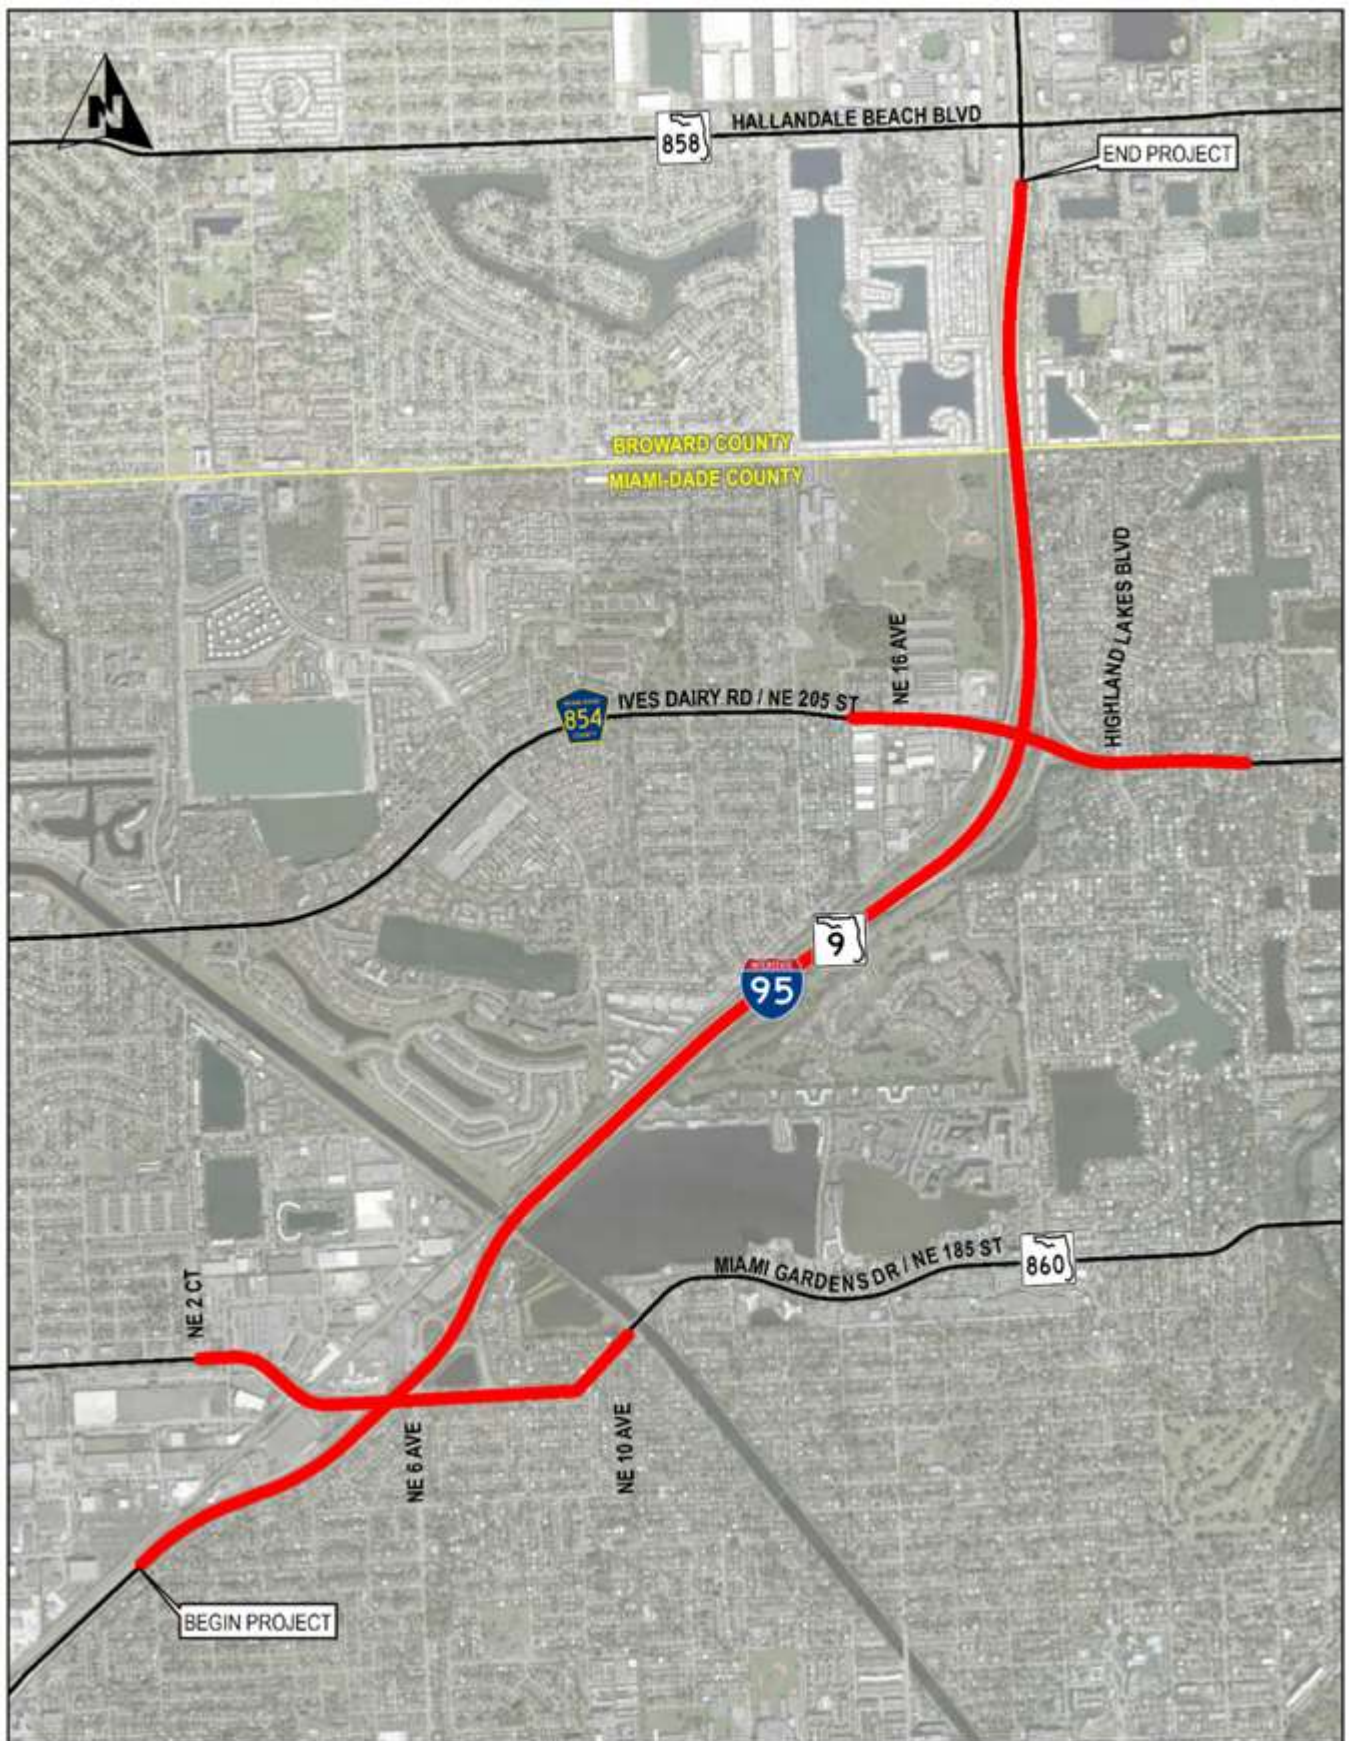 N
HALLANDALE BEACH BLVD
858
END PROJECT
BROWARD COUNTY
MIAMI-DADE COUNTY
HIGHLAND LAKES BLVD
NE 16 AVE
IVES DAIRY RD / NE 205 ST
854
COUNTY
9
95
MIAMI GARDENS DR / NE 185 ST
860
NE 2 CT
NE 6 AVE
NE 10 AVE
BEGIN PROJECT